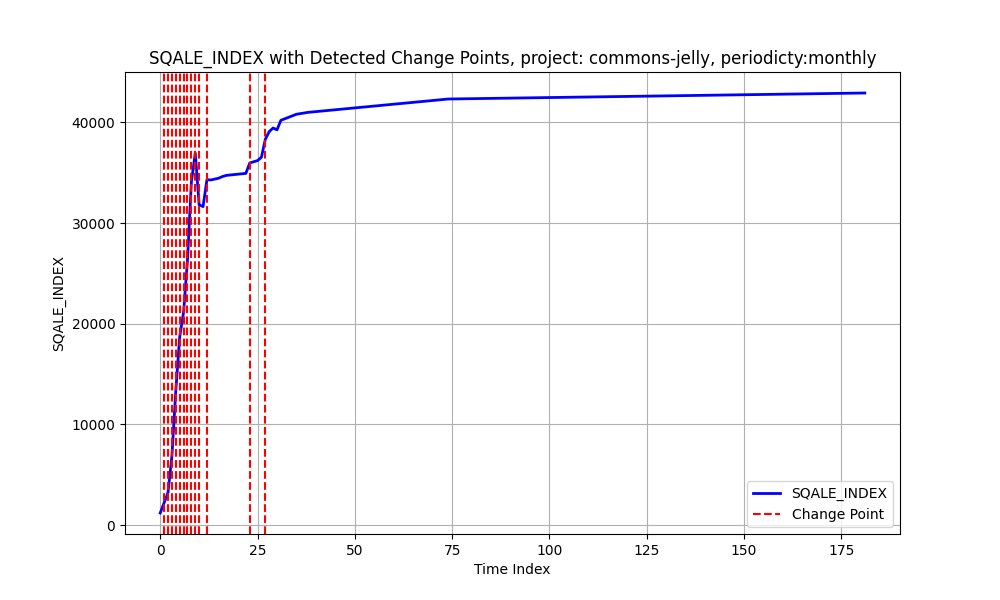 SQALE_INDEX with Detected Change Points, project: commons-jelly, periodicty:monthly
SQALE_INDEX
40000
30000
20000
10000
0
0 25 50 75 100 125 150 175
Time Index
SQALE_INDEX
Change Point